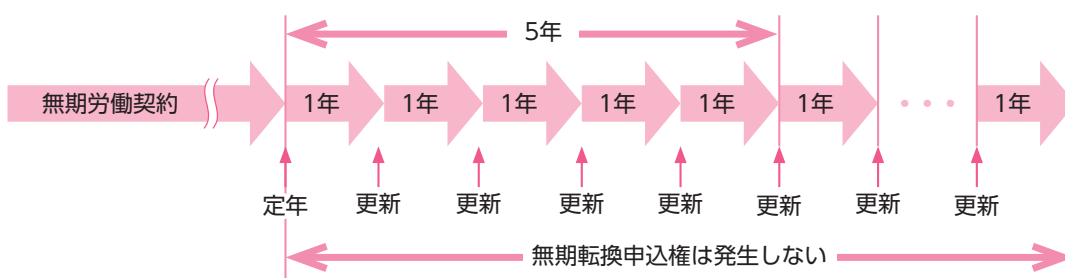 5年
無期労働契約 1年 1年 1年 1年 1年 1年 ・・・ 1年
定年 更新 更新 更新 更新 更新 更新 更新
無期転換申込権は発生しない